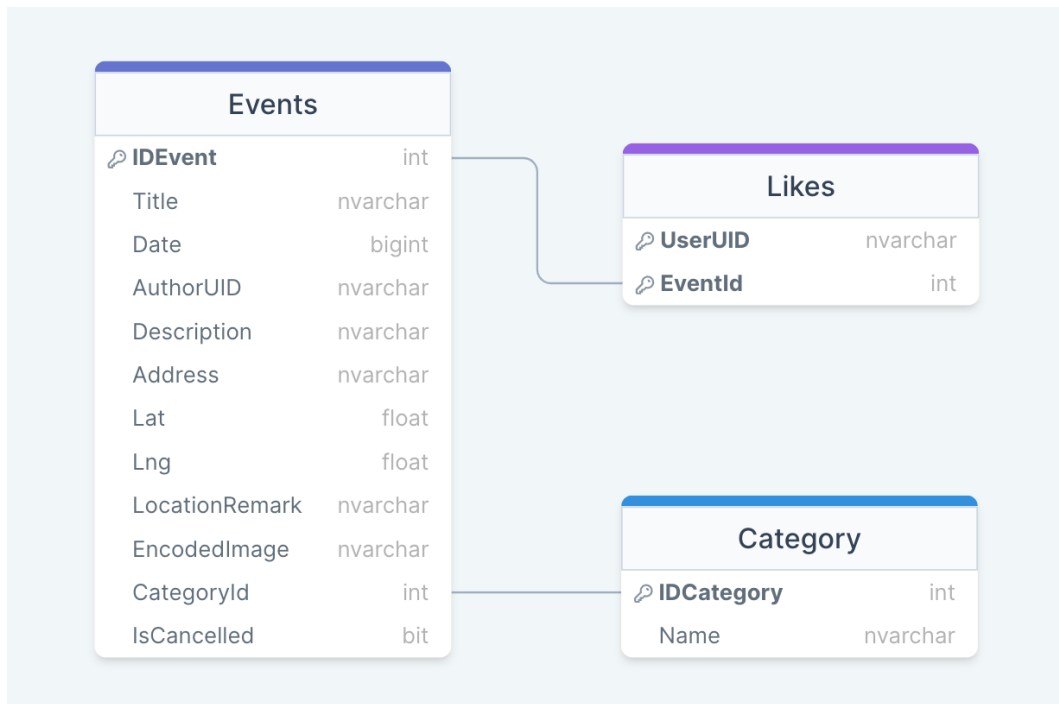 Events
IDEvent int
Title nvarchar
Date bigint
AuthorUID nvarchar
Description nvarchar
Address nvarchar
Lat float
Lng float
LocationRemark nvarchar
EncodedImage nvarchar
CategoryId int
IsCancelled bit
Likes
UserUID nvarchar
EventId int
Category
IDCategory int
Name nvarchar